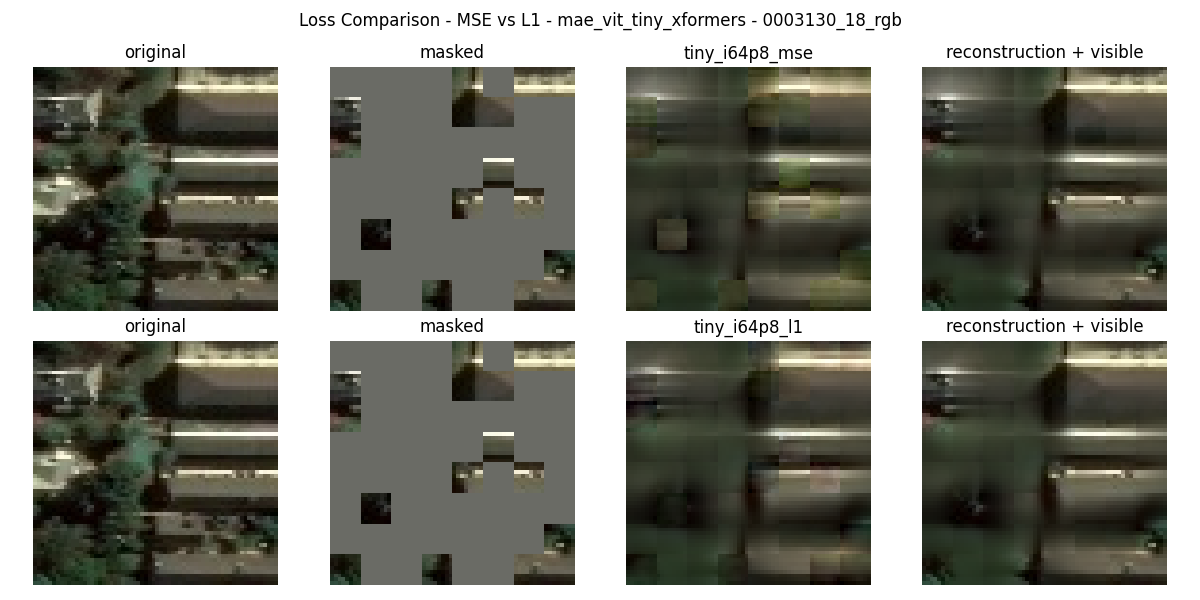 Loss Comparison - MSE vs L1 - mae_vit_tiny_xformers - 0003130_18_rgb
original
masked
tiny_i64p8_mse
reconstruction + visible
original
masked
tiny_i64p8_l1
reconstruction + visible